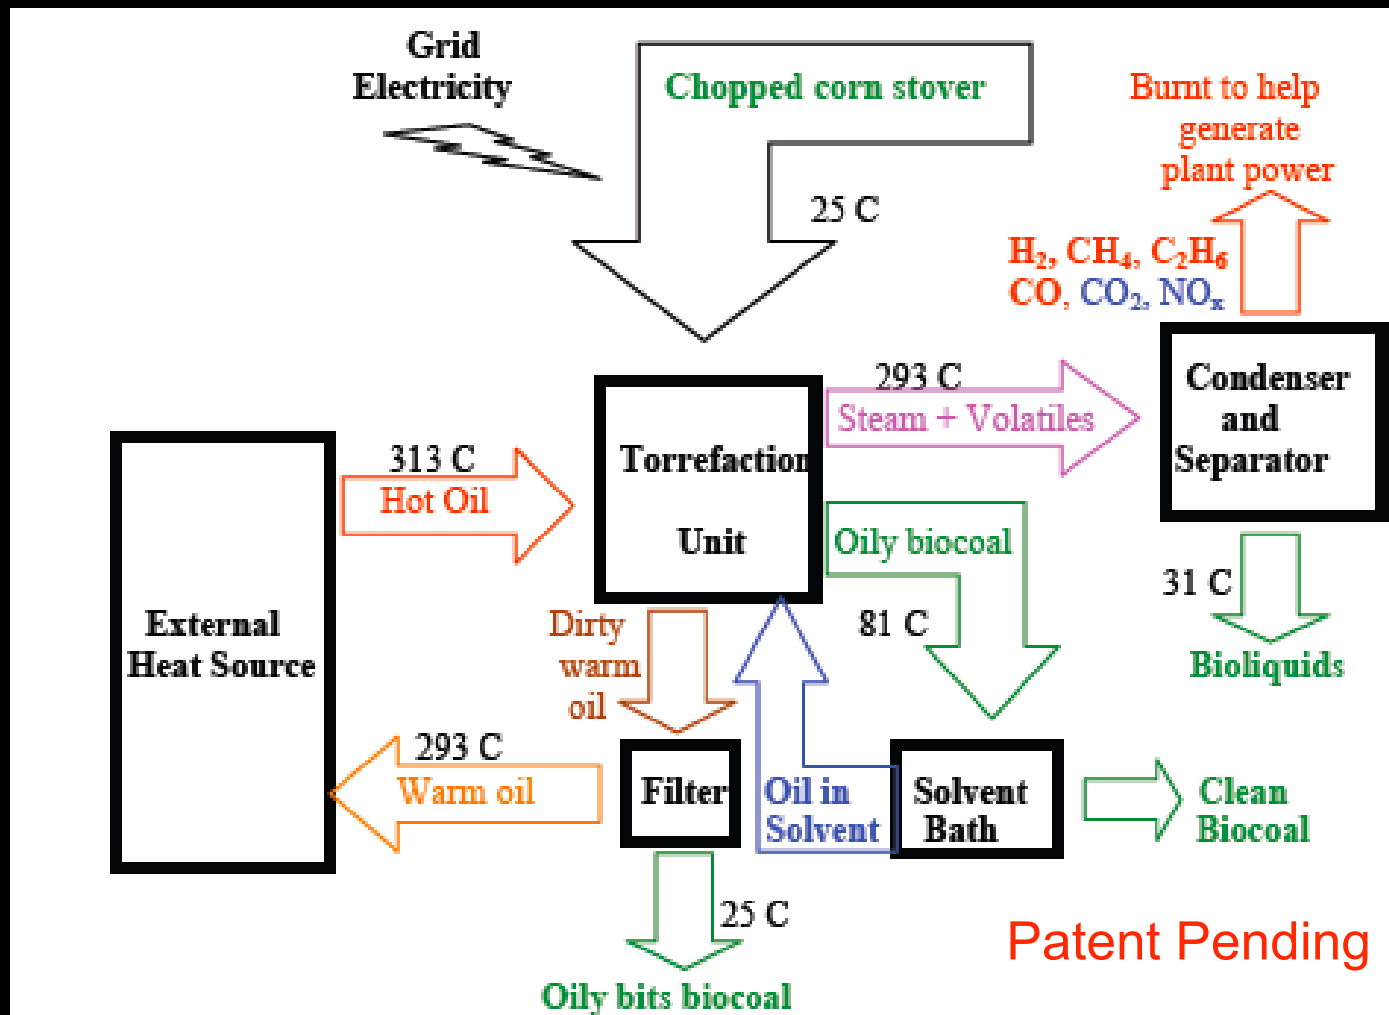 Grid
Electricity
Chopped corn stover
25 C
Burnt to help
generate
plant power
H₂, CH₄, C₂H₆
CO, CO₂, NOₓ
293 C
Steam + Volatiles
Condenser
and
Separator
313 C
Hot Oil
Torrefaction
Unit
Oily biocoal
81 C
31 C
Bioliquids
External
Heat Source
Dirty
warm
oil
293 C
Warm oil
Filter
Oil in
Solvent
Solvent
Bath
Clean
Biocoal
25 C
Oily bits biocoal
Patent Pending